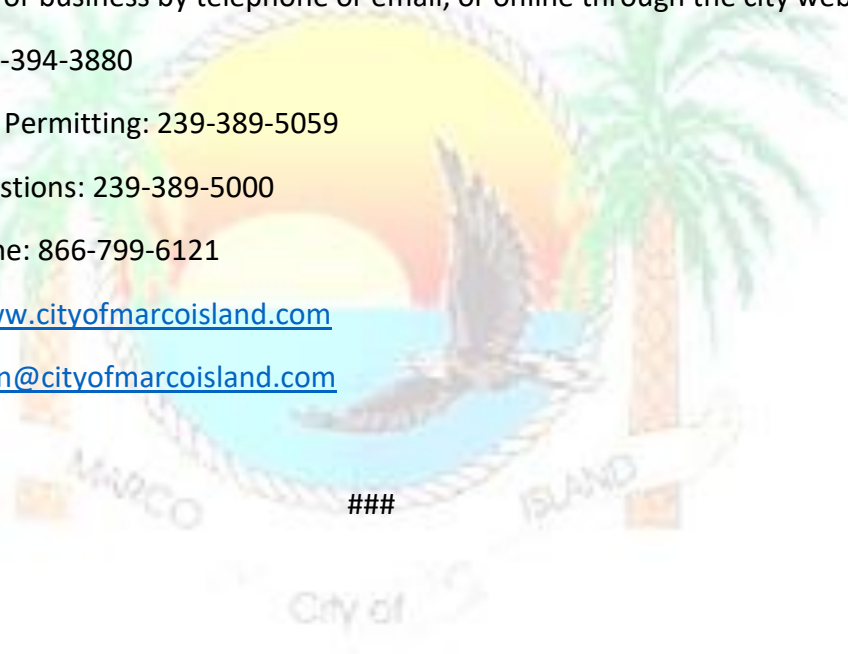 or business by telephone or email, or online through the city web
-394-3880
Permitting: 239-389-5059
stions: 239-389-5000
ne: 866-799-6121
ww.cityofmarcoisland.com
n@cityofmarcoisland.com
###
MARCO ISLAND
City of